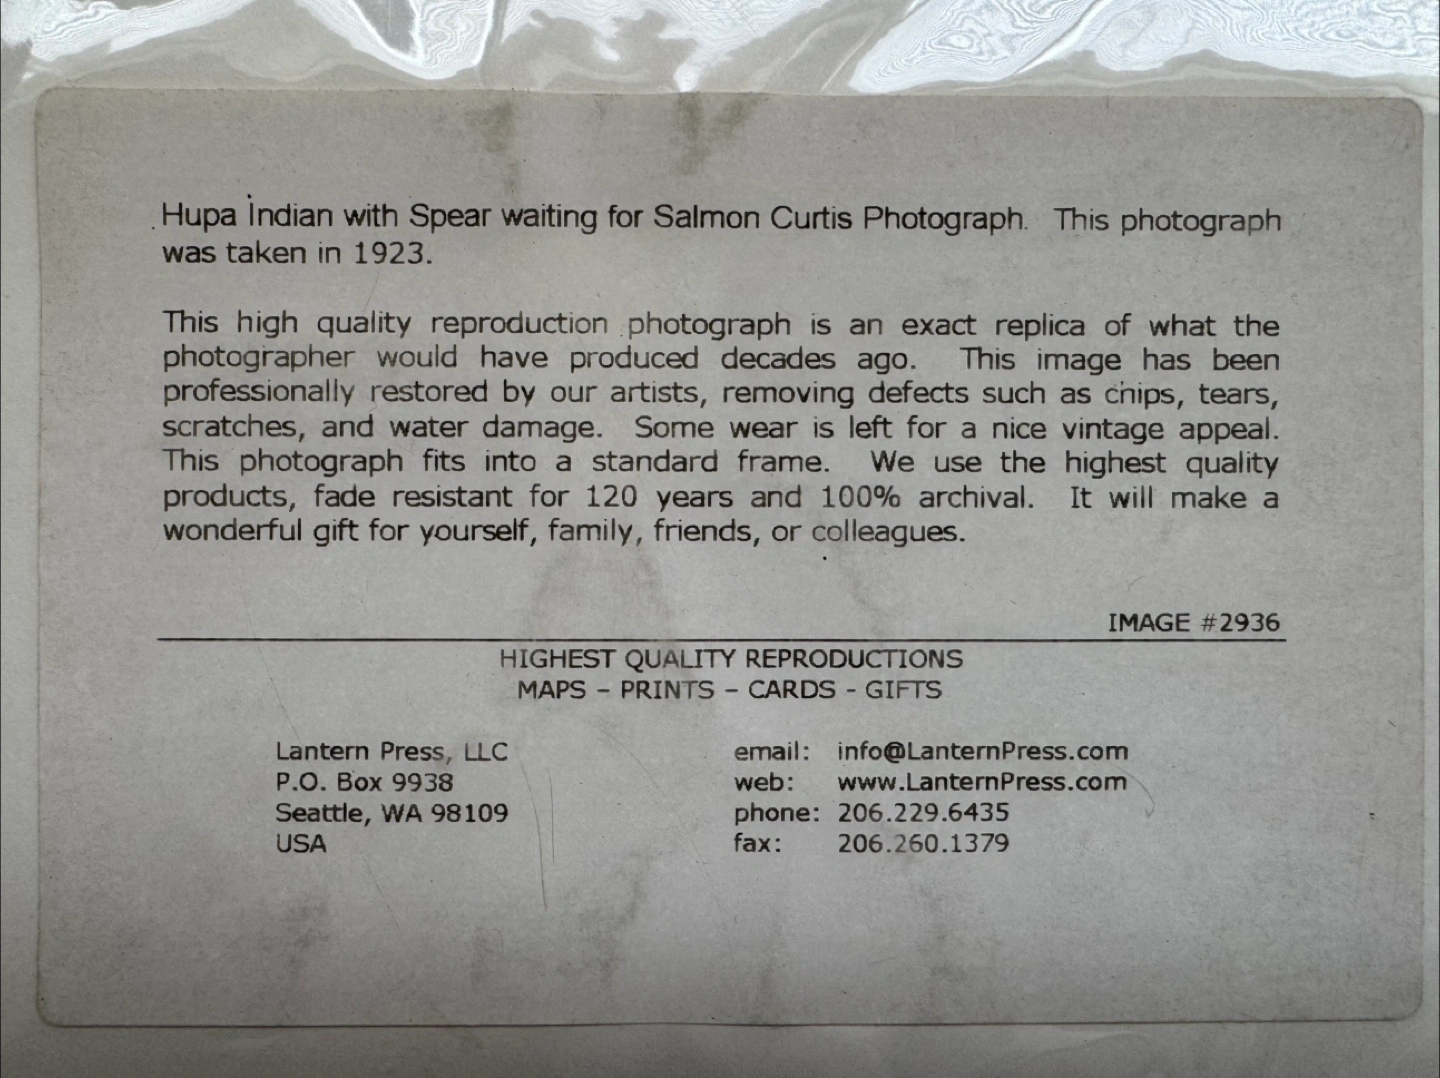 Hupa Indian with Spear waiting for Salmon Curtis Photograph. This photograph
was taken in 1923.
This high quality reproduction photograph is an exact replica of what the
photographer would have produced decades ago. This image has been
professionally restored by our artists, removing defects such as chips, tears,
scratches, and water damage. Some wear is left for a nice vintage appeal.
This photograph fits into a standard frame. We use the highest quality
products, fade resistant for 120 years and 100% archival. It will make a
wonderful gift for yourself, family, friends, or colleagues.
IMAGE #2936
HIGHEST QUALITY REPRODUCTIONS
MAPS – PRINTS – CARDS - GIFTS
Lantern Press, LLC
P.O. Box 9938
Seattle, WA 98109
USA
email: info@LanternPress.com
web: www.LanternPress.com
phone: 206.229.6435
fax: 206.260.1379